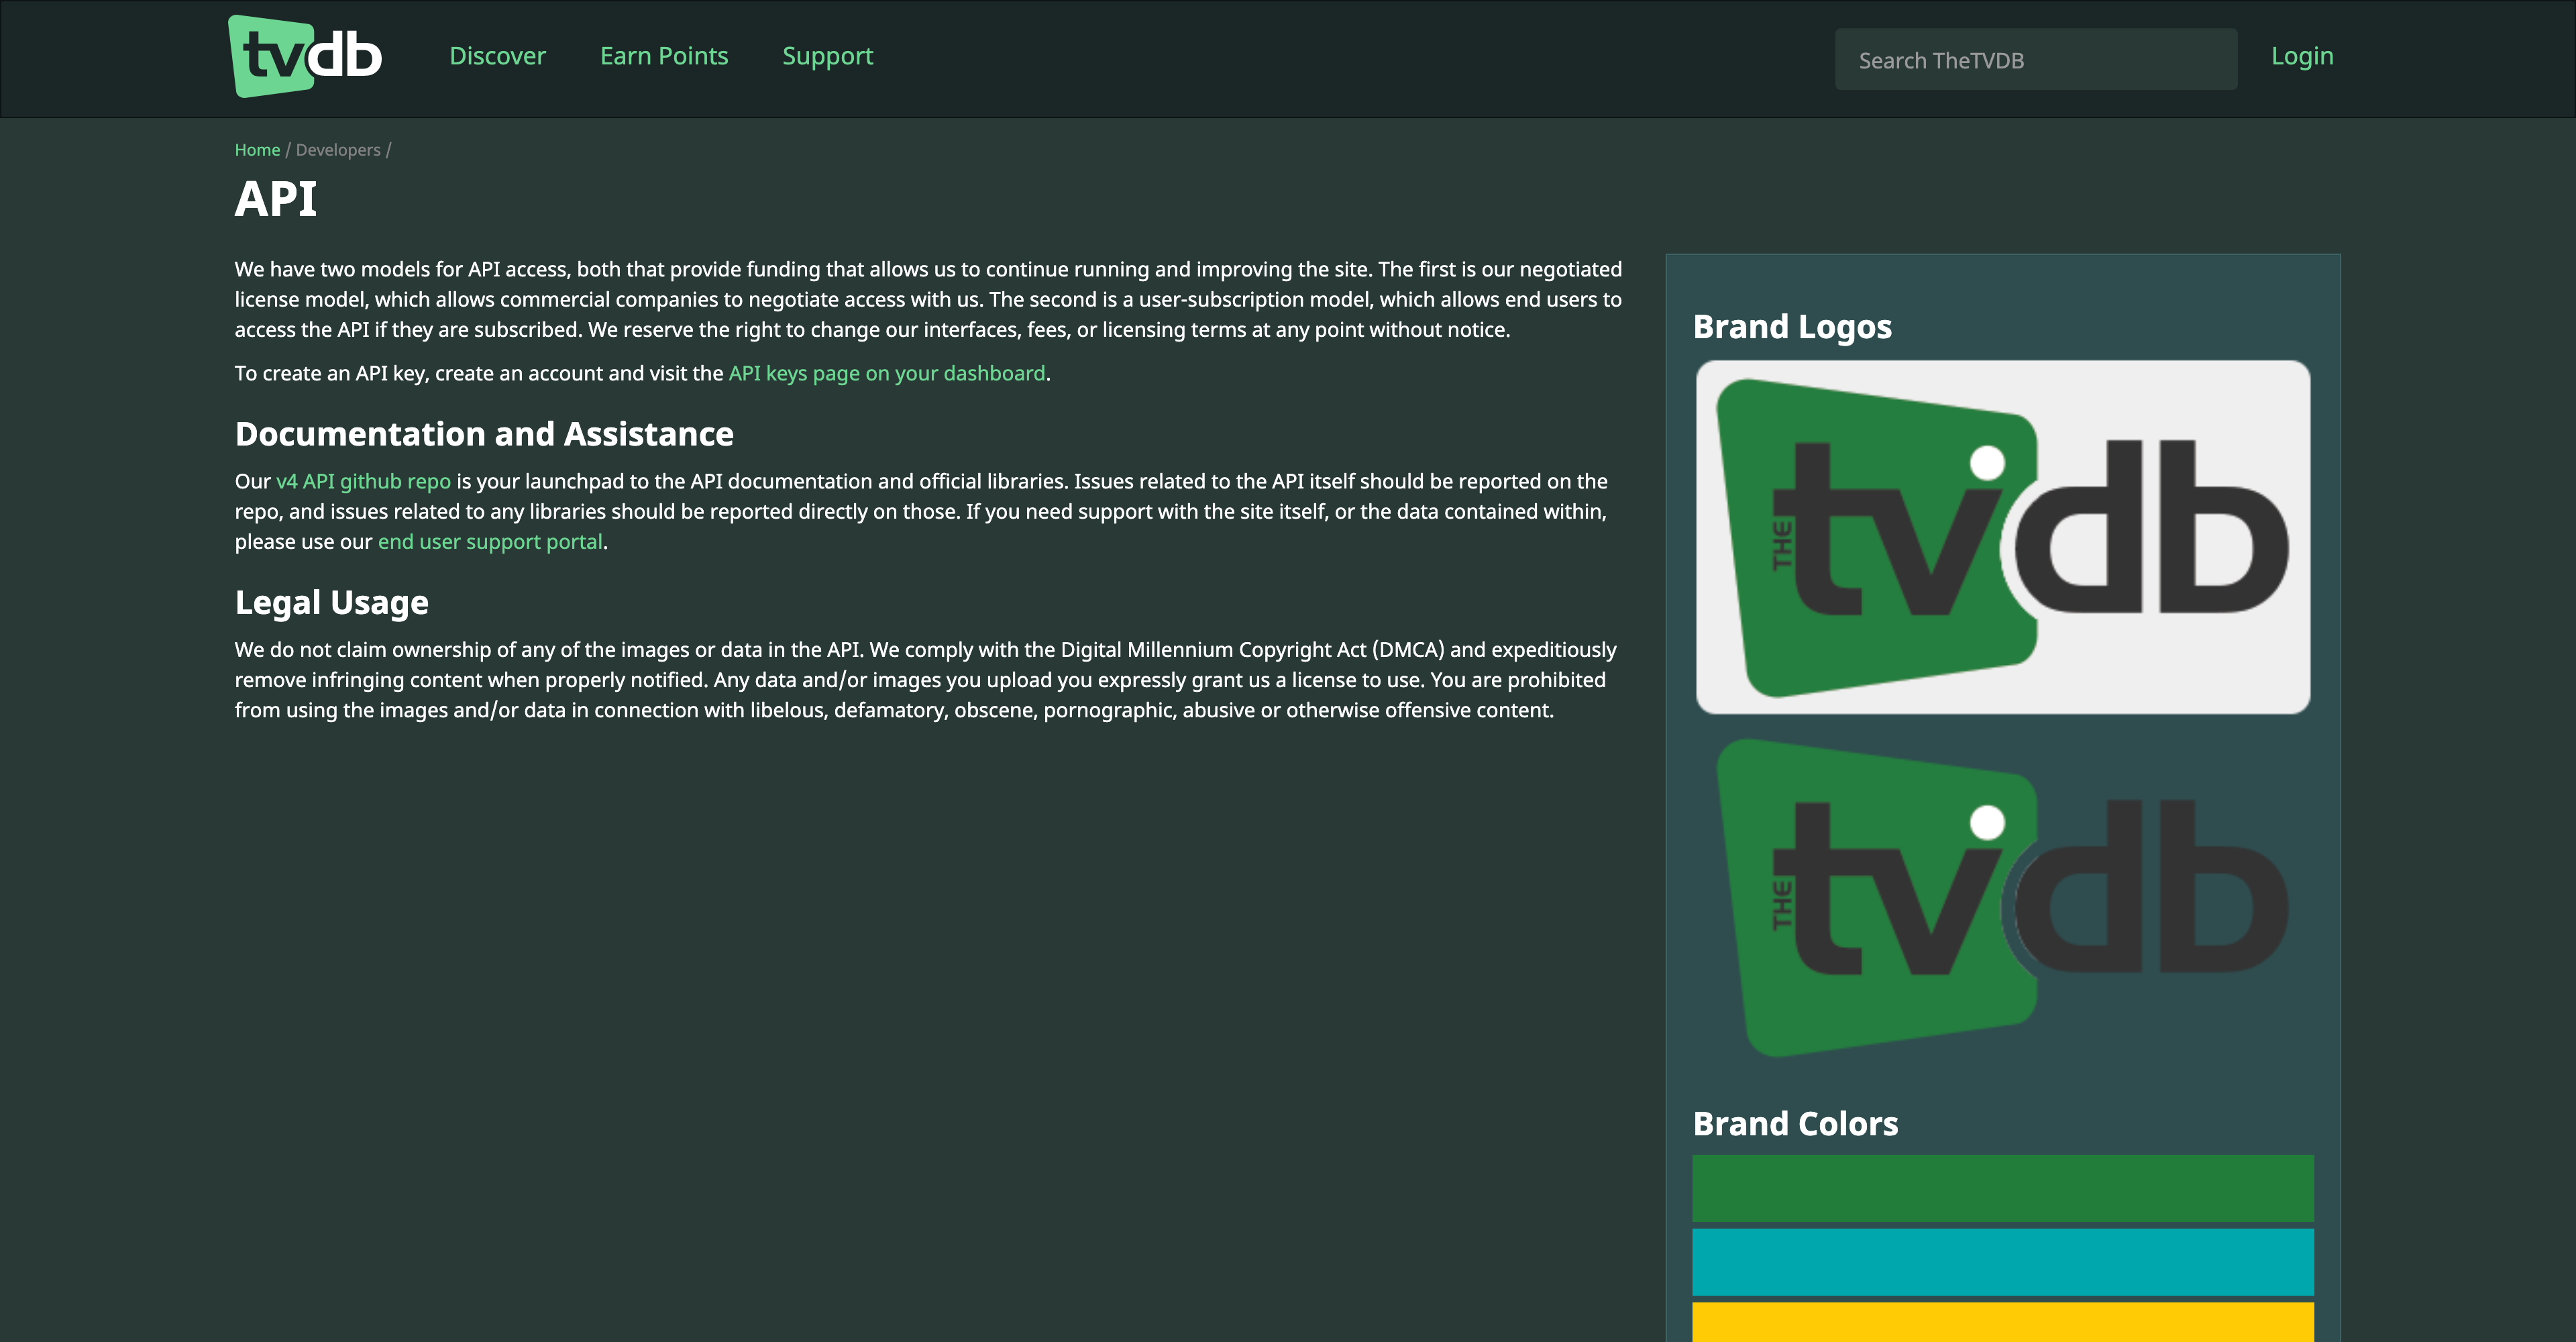 tvdb
Discover
Earn Points
Support
Search TheTVDB
Login
Home / Developers /
API
We have two models for API access, both that provide funding that allows us to continue running and improving the site. The first is our negotiated
license model, which allows commercial companies to negotiate access with us. The second is a user-subscription model, which allows end users to
access the API if they are subscribed. We reserve the right to change our interfaces, fees, or licensing terms at any point without notice.
To create an API key, create an account and visit the API keys page on your dashboard.
Documentation and Assistance
Our v4 API github repo is your launchpad to the API documentation and official libraries. Issues related to the API itself should be reported on the
repo, and issues related to any libraries should be reported directly on those. If you need support with the site itself, or the data contained within,
please use our end user support portal.
Legal Usage
We do not claim ownership of any of the images or data in the API. We comply with the Digital Millennium Copyright Act (DMCA) and expeditiously
remove infringing content when properly notified. Any data and/or images you upload you expressly grant us a license to use. You are prohibited
from using the images and/or data in connection with libelous, defamatory, obscene, pornographic, abusive or otherwise offensive content.
Brand Logos
THE tvdb
THE tvdb
Brand Colors